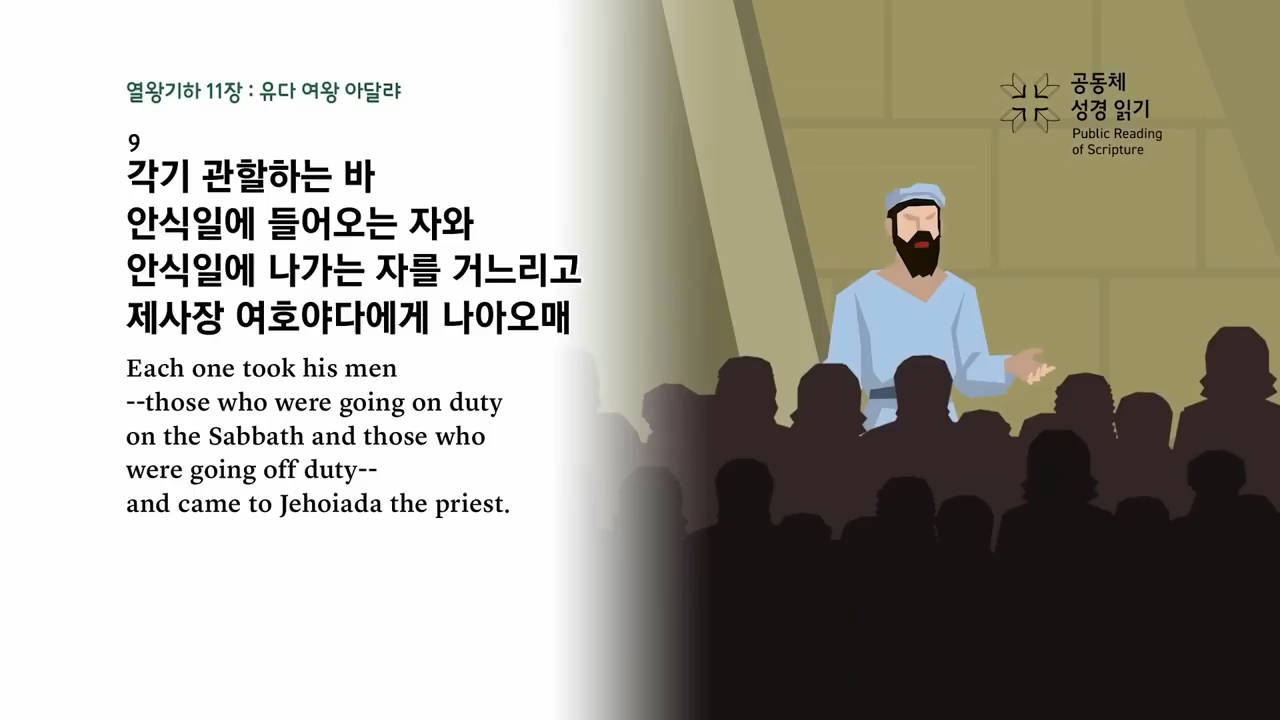 열왕기하 11장 : 유다 여왕 아달랴
9
각기 관할하는 바
안식일에 들어오는 자와
안식일에 나가는 자를 거느리고
제사장 여호야다에게 나아오매
Each one took his men
--those who were going on duty
on the Sabbath and those who
were going off duty--
and came to Jehoiada the priest.
공동체
성경 읽기
Public Reading
of Scripture